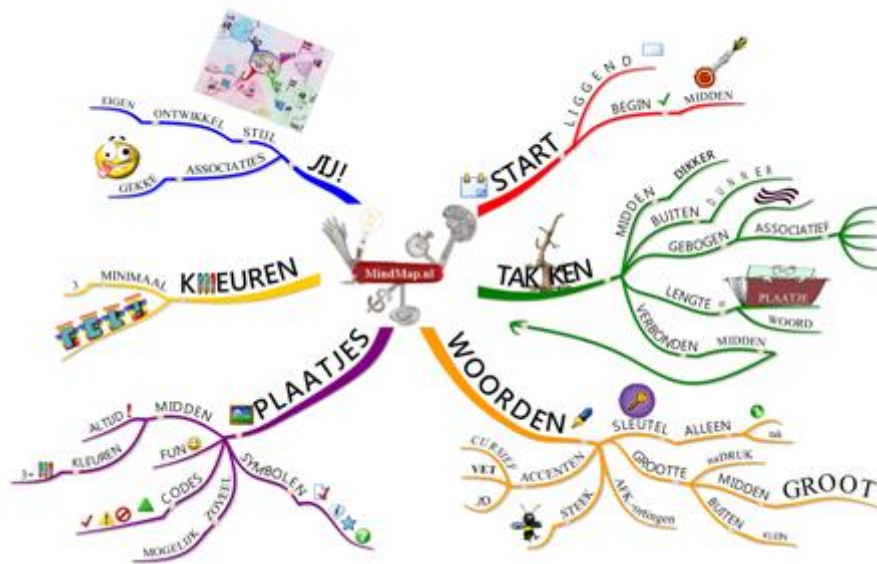 MindMap.nl
START
LIGGEND
BEGIN
MIDDEN
TAKKEN
MIDDEN
DIKKER
BUITEN
DUNNER
GEBOGEN
ASSOCIATIEF
LENGTE =
PLAATJE
WOORD
VERBONDEN
MIDDEN
WOORDEN
SLEUTEL
ALLEEN
tak
GROOTTE
naDRUK
MIDDEN
GROOT
BUITEN
KLEIN
AFK
ACCENTEN
CURSIEF
VET
STEEK
PLAATJES
MIDDEN
ALTIJD!
KLEUREN
3+
FUN
CODES
ZOVEEL
MOGELIJK
SYMBOLEN
KLEUREN
MINIMAAL
3
JIJ!
STIJL
ONTWIKKEL
EIGEN
ASSOCIATIES
GEKKE